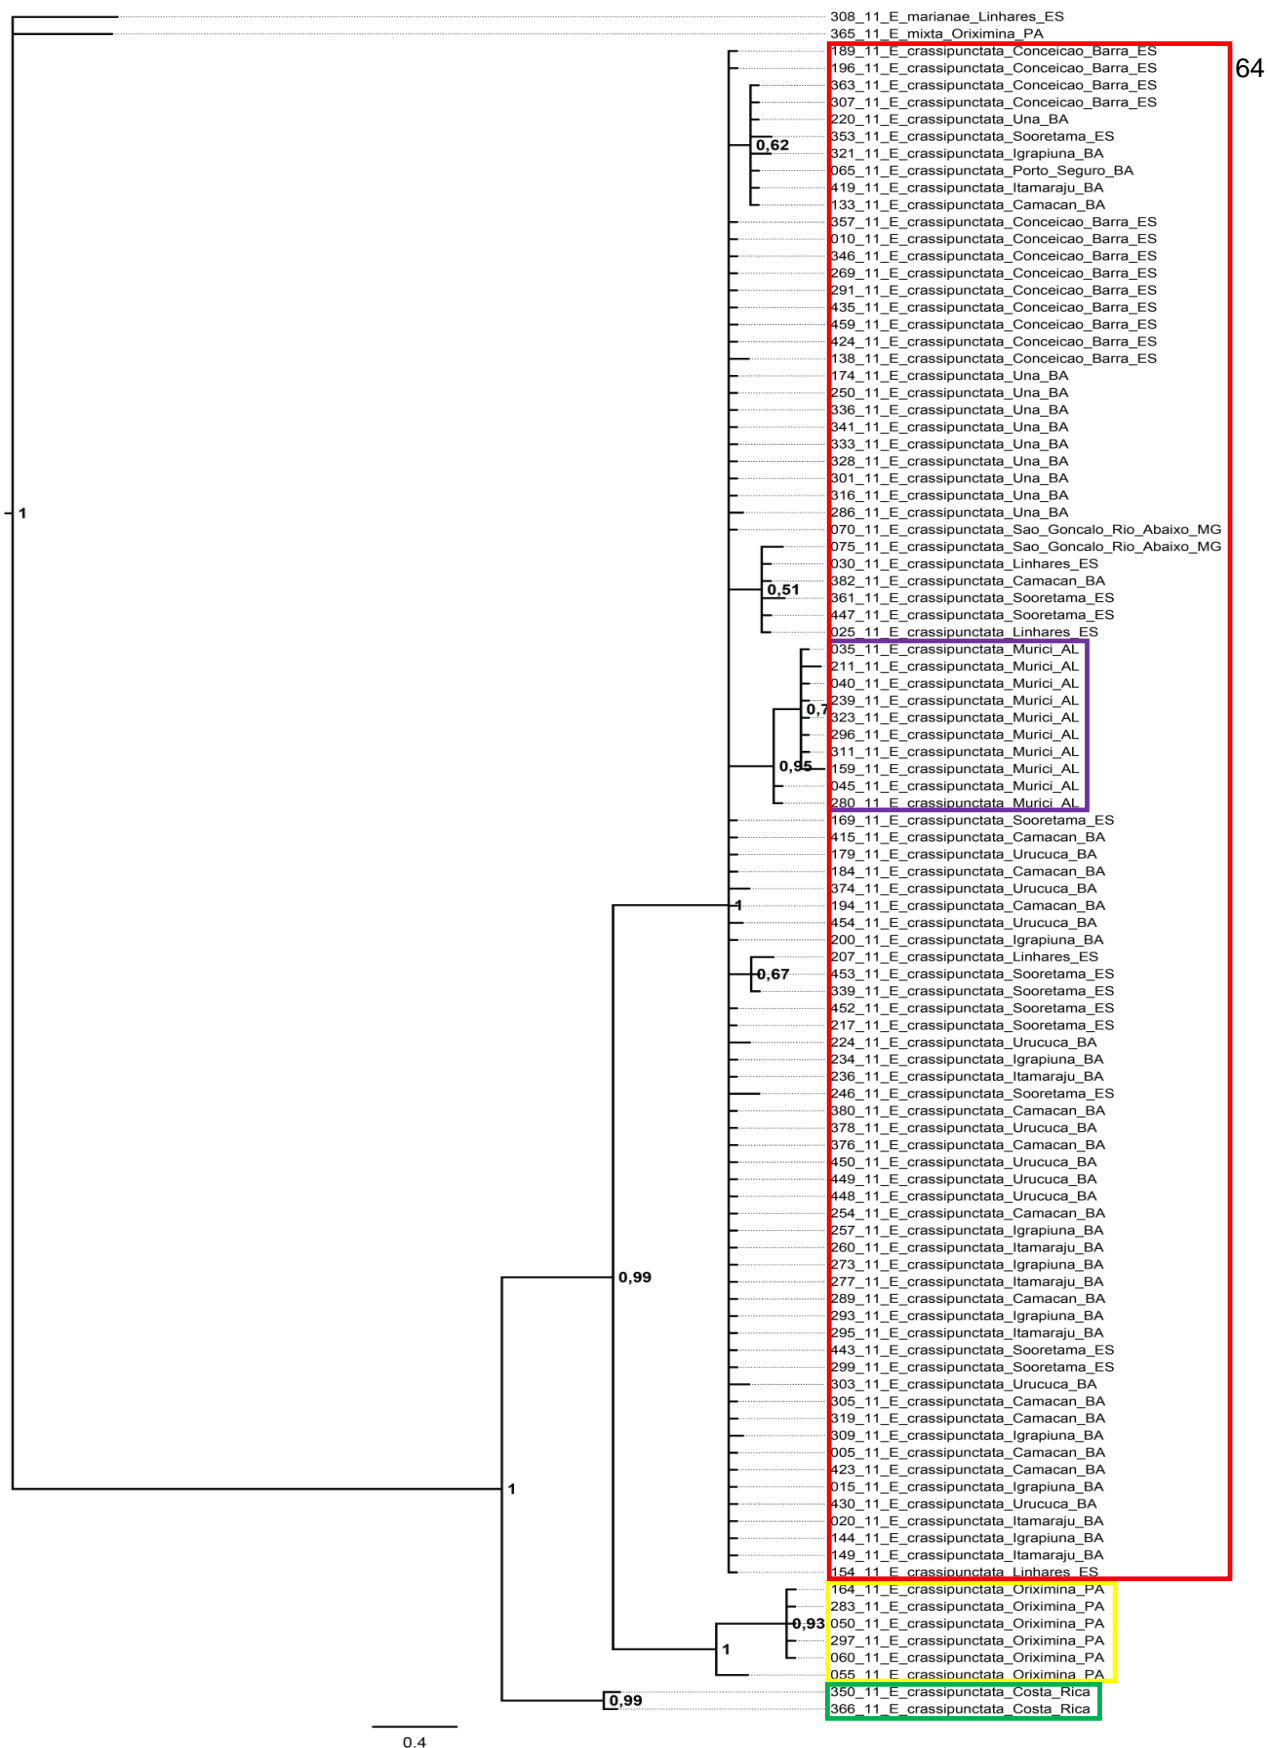 308_11_E_marianae_Linhares_ES
365_11_E_mixta_Oriximina_PA
189_11_E_crassipunctata_Conceicao_Barra_ES
64
196_11_E_crassipunctata_Conceicao_Barra_ES
363_11_E_crassipunctata_Conceicao_Barra_ES
307_11_E_crassipunctata_Conceicao_Barra_ES
220_11_E_crassipunctata_Una_BA
353_11_E_crassipunctata_Sooretama_ES
0,62
321_11_E_crassipunctata_Igrapiuna_BA
065_11_E_crassipunctata_Porto_Seguro_BA
419_11_E_crassipunctata_Itamaraju_BA
133_11_E_crassipunctata_Camacan_BA
357_11_E_crassipunctata_Conceicao_Barra_ES
010_11_E_crassipunctata_Conceicao_Barra_ES
346_11_E_crassipunctata_Conceicao_Barra_ES
269_11_E_crassipunctata_Conceicao_Barra_ES
291_11_E_crassipunctata_Conceicao_Barra_ES
435_11_E_crassipunctata_Conceicao_Barra_ES
459_11_E_crassipunctata_Conceicao_Barra_ES
424_11_E_crassipunctata_Conceicao_Barra_ES
138_11_E_crassipunctata_Conceicao_Barra_ES
174_11_E_crassipunctata_Una_BA
250_11_E_crassipunctata_Una_BA
336_11_E_crassipunctata_Una_BA
341_11_E_crassipunctata_Una_BA
333_11_E_crassipunctata_Una_BA
328_11_E_crassipunctata_Una_BA
301_11_E_crassipunctata_Una_BA
316_11_E_crassipunctata_Una_BA
1
286_11_E_crassipunctata_Una_BA
070_11_E_crassipunctata_Sao_Goncalo_Rio_Abaixo_MG
075_11_E_crassipunctata_Sao_Goncalo_Rio_Abaixo_MG
030_11_E_crassipunctata_Linhares_ES
382_11_E_crassipunctata_Camacan_BA
0,51
361_11_E_crassipunctata_Sooretama_ES
447_11_E_crassipunctata_Sooretama_ES
025_11_E_crassipunctata_Linhares_ES
035_11_E_crassipunctata_Murici_AL
211_11_E_crassipunctata_Murici_AL
040_11_E_crassipunctata_Murici_AL
239_11_E_crassipunctata_Murici_AL
0,7
323_11_E_crassipunctata_Murici_AL
296_11_E_crassipunctata_Murici_AL
311_11_E_crassipunctata_Murici_AL
0,95
159_11_E_crassipunctata_Murici_AL
045_11_E_crassipunctata_Murici_AL
280_11_E_crassipunctata_Murici_AL
169_11_E_crassipunctata_Sooretama_ES
415_11_E_crassipunctata_Camacan_BA
179_11_E_crassipunctata_Urucuca_BA
184_11_E_crassipunctata_Camacan_BA
374_11_E_crassipunctata_Urucuca_BA
1
194_11_E_crassipunctata_Camacan_BA
454_11_E_crassipunctata_Urucuca_BA
200_11_E_crassipunctata_Igrapiuna_BA
207_11_E_crassipunctata_Linhares_ES
0,67
453_11_E_crassipunctata_Sooretama_ES
339_11_E_crassipunctata_Sooretama_ES
452_11_E_crassipunctata_Sooretama_ES
217_11_E_crassipunctata_Sooretama_ES
224_11_E_crassipunctata_Urucuca_BA
234_11_E_crassipunctata_Igrapiuna_BA
236_11_E_crassipunctata_Itamaraju_BA
246_11_E_crassipunctata_Sooretama_ES
380_11_E_crassipunctata_Camacan_BA
378_11_E_crassipunctata_Urucuca_BA
376_11_E_crassipunctata_Camacan_BA
450_11_E_crassipunctata_Urucuca_BA
449_11_E_crassipunctata_Urucuca_BA
448_11_E_crassipunctata_Urucuca_BA
254_11_E_crassipunctata_Camacan_BA
257_11_E_crassipunctata_Igrapiuna_BA
260_11_E_crassipunctata_Itamaraju_BA
273_11_E_crassipunctata_Igrapiuna_BA
0,99
277_11_E_crassipunctata_Itamaraju_BA
289_11_E_crassipunctata_Camacan_BA
293_11_E_crassipunctata_Igrapiuna_BA
295_11_E_crassipunctata_Itamaraju_BA
443_11_E_crassipunctata_Sooretama_ES
299_11_E_crassipunctata_Sooretama_ES
303_11_E_crassipunctata_Urucuca_BA
305_11_E_crassipunctata_Camacan_BA
319_11_E_crassipunctata_Camacan_BA
309_11_E_crassipunctata_Igrapiuna_BA
005_11_E_crassipunctata_Camacan_BA
423_11_E_crassipunctata_Camacan_BA
1
015_11_E_crassipunctata_Igrapiuna_BA
430_11_E_crassipunctata_Urucuca_BA
020_11_E_crassipunctata_Itamaraju_BA
144_11_E_crassipunctata_Igrapiuna_BA
149_11_E_crassipunctata_Itamaraju_BA
154_11_E_crassipunctata_Linhares_ES
164_11_E_crassipunctata_Oriximina_PA
283_11_E_crassipunctata_Oriximina_PA
0,93
050_11_E_crassipunctata_Oriximina_PA
297_11_E_crassipunctata_Oriximina_PA
1
060_11_E_crassipunctata_Oriximina_PA
055_11_E_crassipunctata_Oriximina_PA
350_11_E_crassipunctata_Costa_Rica
0,99
366_11_E_crassipunctata_Costa_Rica
0.4